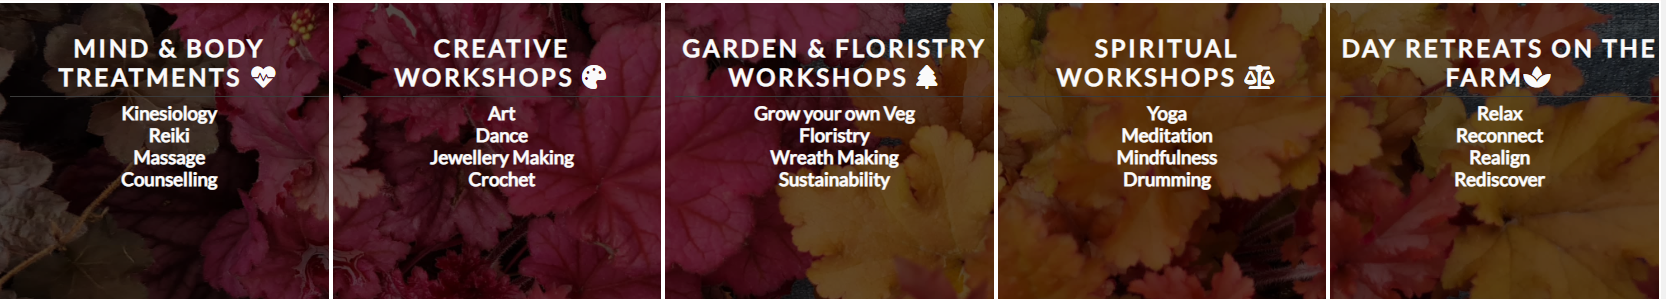 MIND & BODY
TREATMENTS
Kinesiology
Reiki
Massage
Counselling
CREATIVE
WORKSHOPS
Art
Dance
Jewellery Making
Crochet
GARDEN & FLORISTRY
WORKSHOPS
Grow your own Veg
Floristry
Wreath Making
Sustainability
SPIRITUAL
WORKSHOPS
Yoga
Meditation
Mindfulness
Drumming
DAY RETREATS ON THE
FARM
Relax
Reconnect
Realign
Rediscover